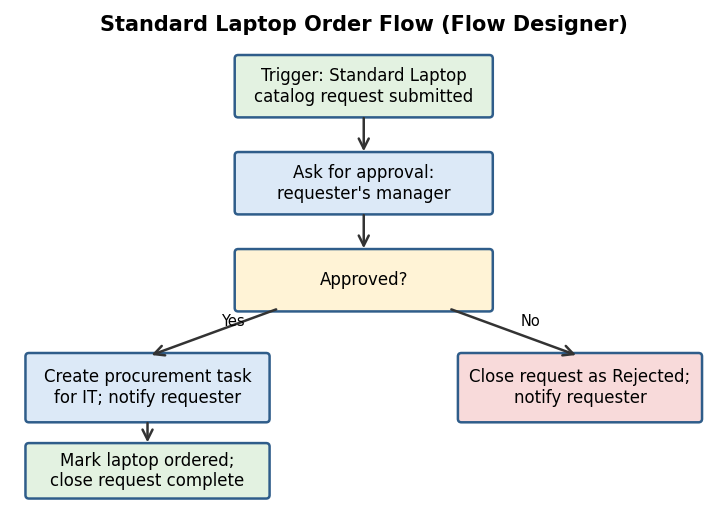 Standard Laptop Order Flow (Flow Designer)
Trigger: Standard Laptop
catalog request submitted
Ask for approval:
requester's manager
Approved?
Yes
No
Create procurement task
for IT; notify requester
Close request as Rejected;
notify requester
Mark laptop ordered;
close request complete